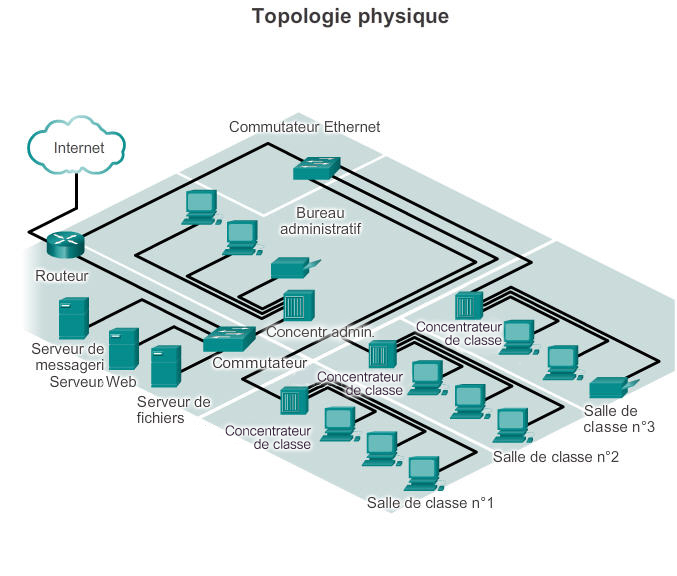 Topologie physique
Commutateur Ethernet
Internet
Bureau
administratif
Routeur
Concentr.admin.
Concentrateur
de classe
Serveur de
messageri
Commutateur
Concentrateur
de classe
Serveur Web
Serveur de
fichiers
Salle de
classe n°3
Concentrateur
de classe
Salle de classe n°2
Salle de classe n°1